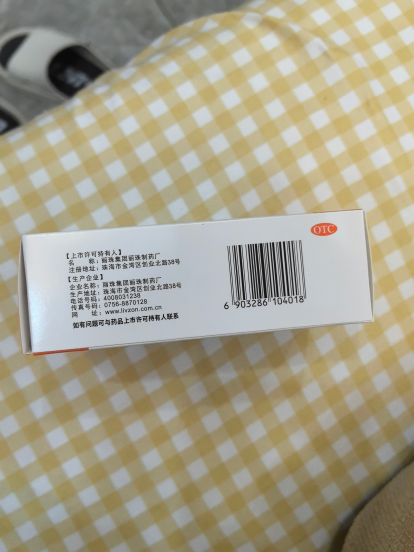 【上市许可持有人】
名 称：丽珠集团丽珠制药厂
注册地址：珠海市金湾区创业北路38号
【生产企业】
企业名称：丽珠集团丽珠制药厂
生产地址：珠海市金湾区创业北路38号
电话号码：4008031238
传真号码：0756-8870128
网 址：www.livzon.com.cn
如有问题可与药品上市许可持有人联系
OTC
6 903286 104018